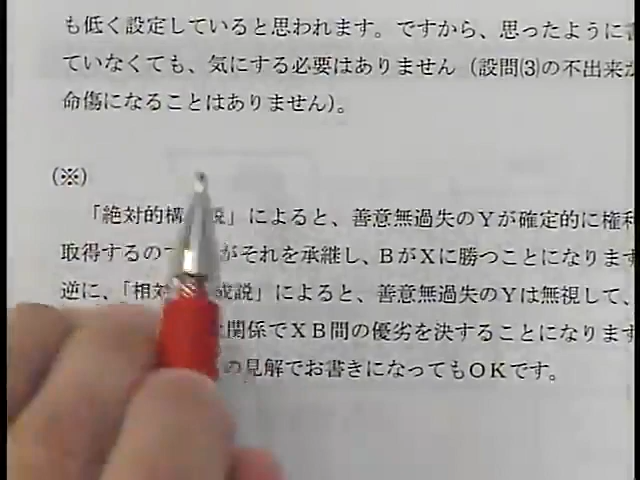 も低く設定していると思われます。ですから、思ったように
ていなくても、気にする必要はありません（設問(3)の不出来が
命傷になることはありません）。
（※）
「絶対的構 説」によると、善意無過失のYが確定的に権利
取得するので がそれを承継し、BがXに勝つことになります
逆に、「相対 成説」によると、善意無過失のYは無視して、
関係でXB間の優劣を決することになります
の見解でお書きになってもOKです。